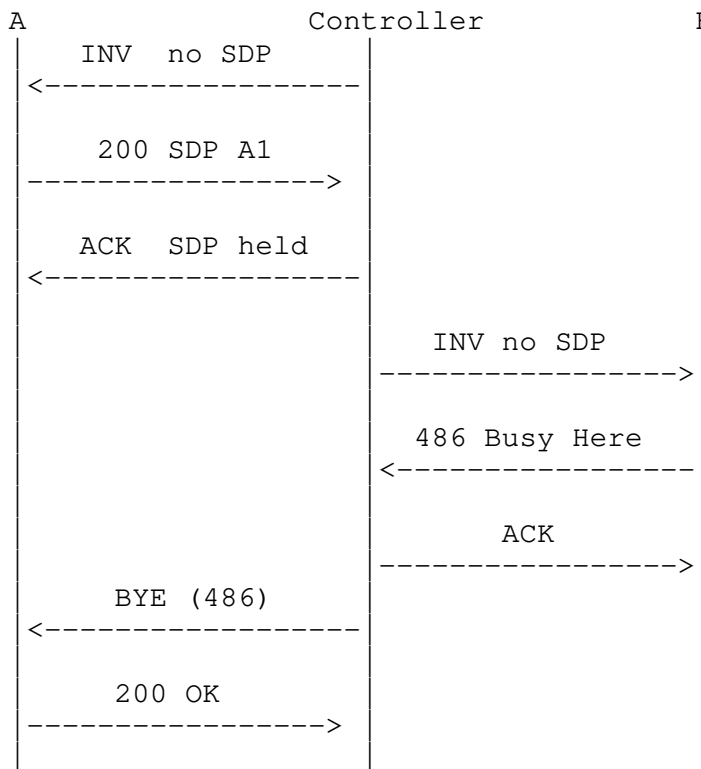 A Controller
INV no SDP
200 SDP A1
ACK SDP held
INV no SDP
486 Busy Here
ACK
BYE (486)
200 OK